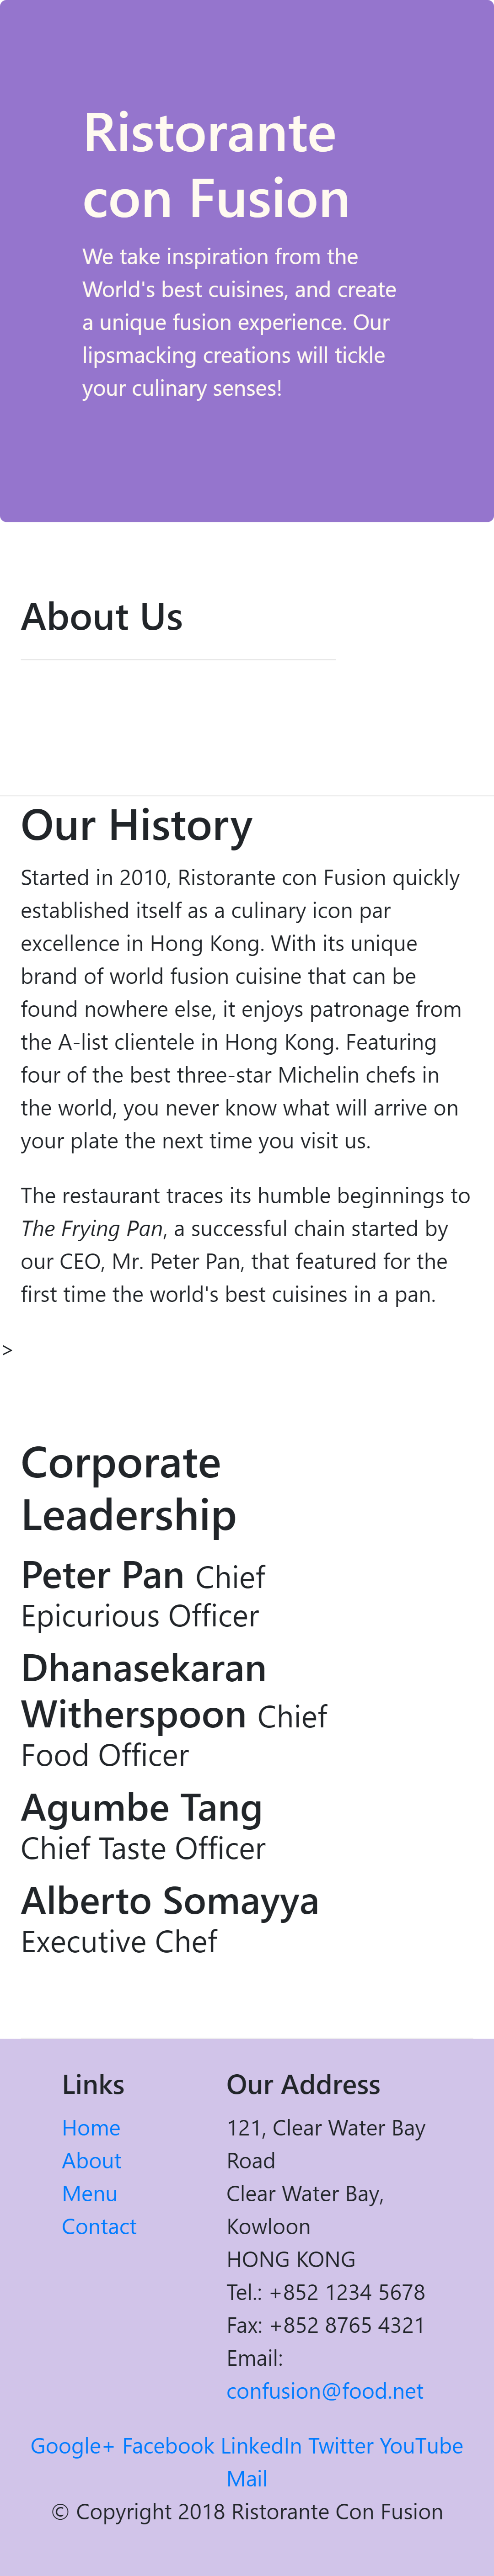 Ristorante
con Fusion
We take inspiration from the
World's best cuisines, and create
a unique fusion experience. Our
lipsmacking creations will tickle
your culinary senses!
About Us
Our History
Started in 2010, Ristorante con Fusion quickly
established itself as a culinary icon par
excellence in Hong Kong. With its unique
brand of world fusion cuisine that can be
found nowhere else, it enjoys patronage from
the A-list clientele in Hong Kong. Featuring
four of the best three-star Michelin chefs in
the world, you never know what will arrive on
your plate the next time you visit us.
The restaurant traces its humble beginnings to
The Frying Pan, a successful chain started by
our CEO, Mr. Peter Pan, that featured for the
first time the world's best cuisines in a pan.
>
Corporate
Leadership
Peter Pan Chief
Epicurious Officer
Dhanasekaran
Witherspoon Chief
Food Officer
Agumbe Tang
Chief Taste Officer
Alberto Somayya
Executive Chef
Links
Home
About
Menu
Contact
Our Address
121, Clear Water Bay
Road
Clear Water Bay,
Kowloon
HONG KONG
Tel.: +852 1234 5678
Fax: +852 8765 4321
Email:
confusion@food.net
Google+ Facebook LinkedIn Twitter YouTube
Mail
© Copyright 2018 Ristorante Con Fusion